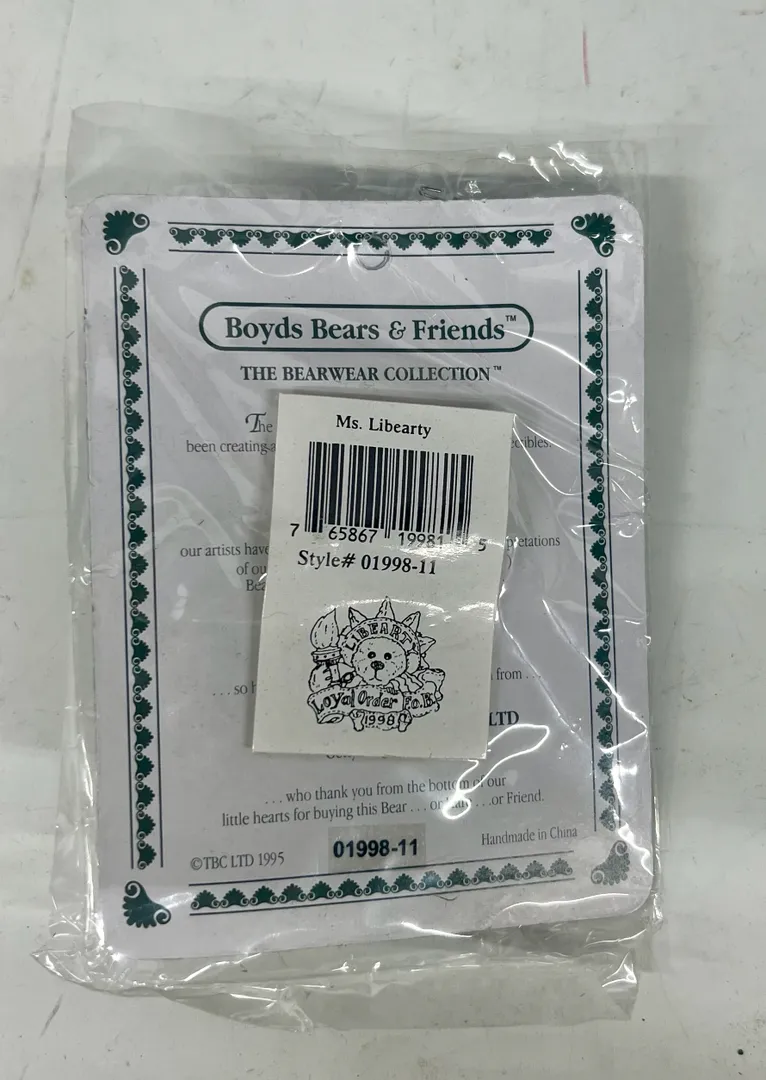 Boyds Bears & Friends™
THE BEARWEAR COLLECTION™
The
been creating
Ms. Libearty
7 65867 19981 5
Style# 01998-11
our artists have
of ou
LIBEARTY
Loyal Order F.o.B.
1998
. . . so
from . . .
LTD
. . . who thank you from the bottom of our
little hearts for buying this Bear . . . or . . . or Friend.
Handmade in China
©TBC LTD 1995
01998-11